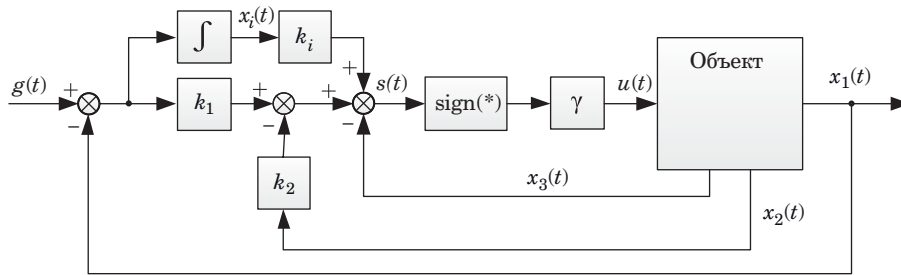 x_i(t)
∫
k_i
g(t)
+
−
k_1
+
−
+
+
−
s(t)
sign(*)
γ
u(t)
Объект
x_1(t)
k_2
x_3(t)
x_2(t)